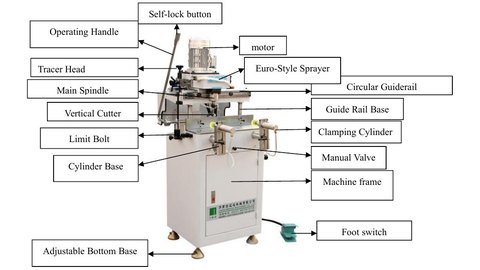 Self-lock button
Operating Handle
motor
Tracer Head
Euro-Style Sprayer
Main Spindle
Circular Guiderail
Vertical Cutter
Guide Rail Base
Limit Bolt
Clamping Cylinder
Cylinder Base
Manual Valve
Machine frame
Foot switch
Adjustable Bottom Base